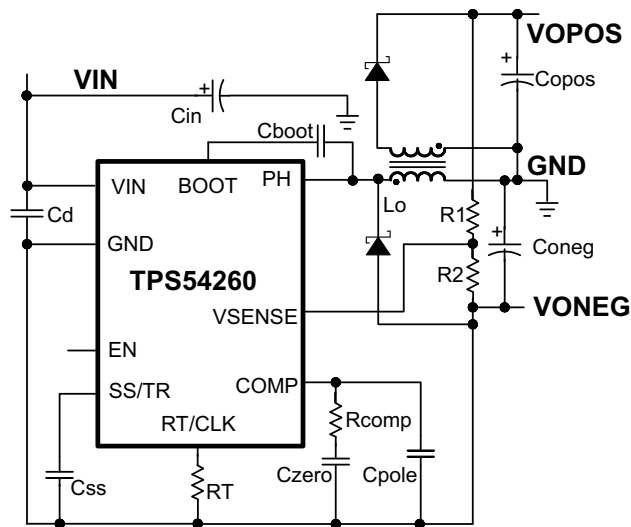 VOPOS
VIN
Copos
Cin
Cboot
GND
VIN
BOOT
PH
Cd
Lo
R1
GND
Coneg
TPS54260
R2
VSENSE
VONEG
EN
COMP
SS/TR
RT/CLK
Rcomp
Css
RT
Czero
Cpole